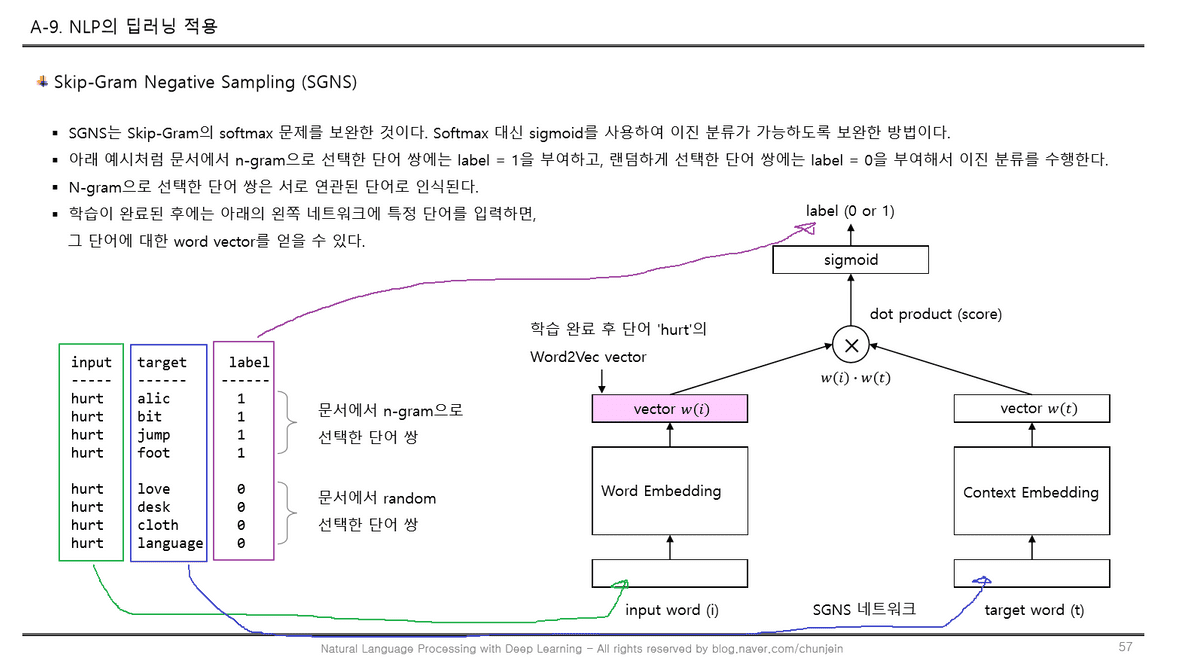 A-9. NLP의 딥러닝 적용
Skip-Gram Negative Sampling (SGNS)
▪ SGNS는 Skip-Gram의 softmax 문제를 보완한 것이다. Softmax 대신 sigmoid를 사용하여 이진 분류가 가능하도록 보완한 방법이다.
▪ 아래 예시처럼 문서에서 n-gram으로 선택한 단어 쌍에는 label = 1을 부여하고, 랜덤하게 선택한 단어 쌍에는 label = 0을 부여해서 이진 분류를 수행한다.
▪ N-gram으로 선택한 단어 쌍은 서로 연관된 단어로 인식된다.
▪ 학습이 완료된 후에는 아래의 왼쪽 네트워크에 특정 단어를 입력하면,
그 단어에 대한 word vector를 얻을 수 있다.
label (0 or 1)
sigmoid
dot product (score)
w(i) · w(t)
학습 완료 후 단어 'hurt'의
Word2Vec vector
input target label
----- ------ ------
hurt alic 1
hurt bit 1
hurt jump 1
hurt foot 1
hurt love 0
hurt desk 0
hurt cloth 0
hurt language 0
문서에서 n-gram으로
선택한 단어 쌍
문서에서 random
선택한 단어 쌍
vector w(i)
Word Embedding
input word (i)
vector w(t)
Context Embedding
target word (t)
SGNS 네트워크
Natural Language Processing with Deep Learning – All rights reserved by blog.naver.com/chunjein
57